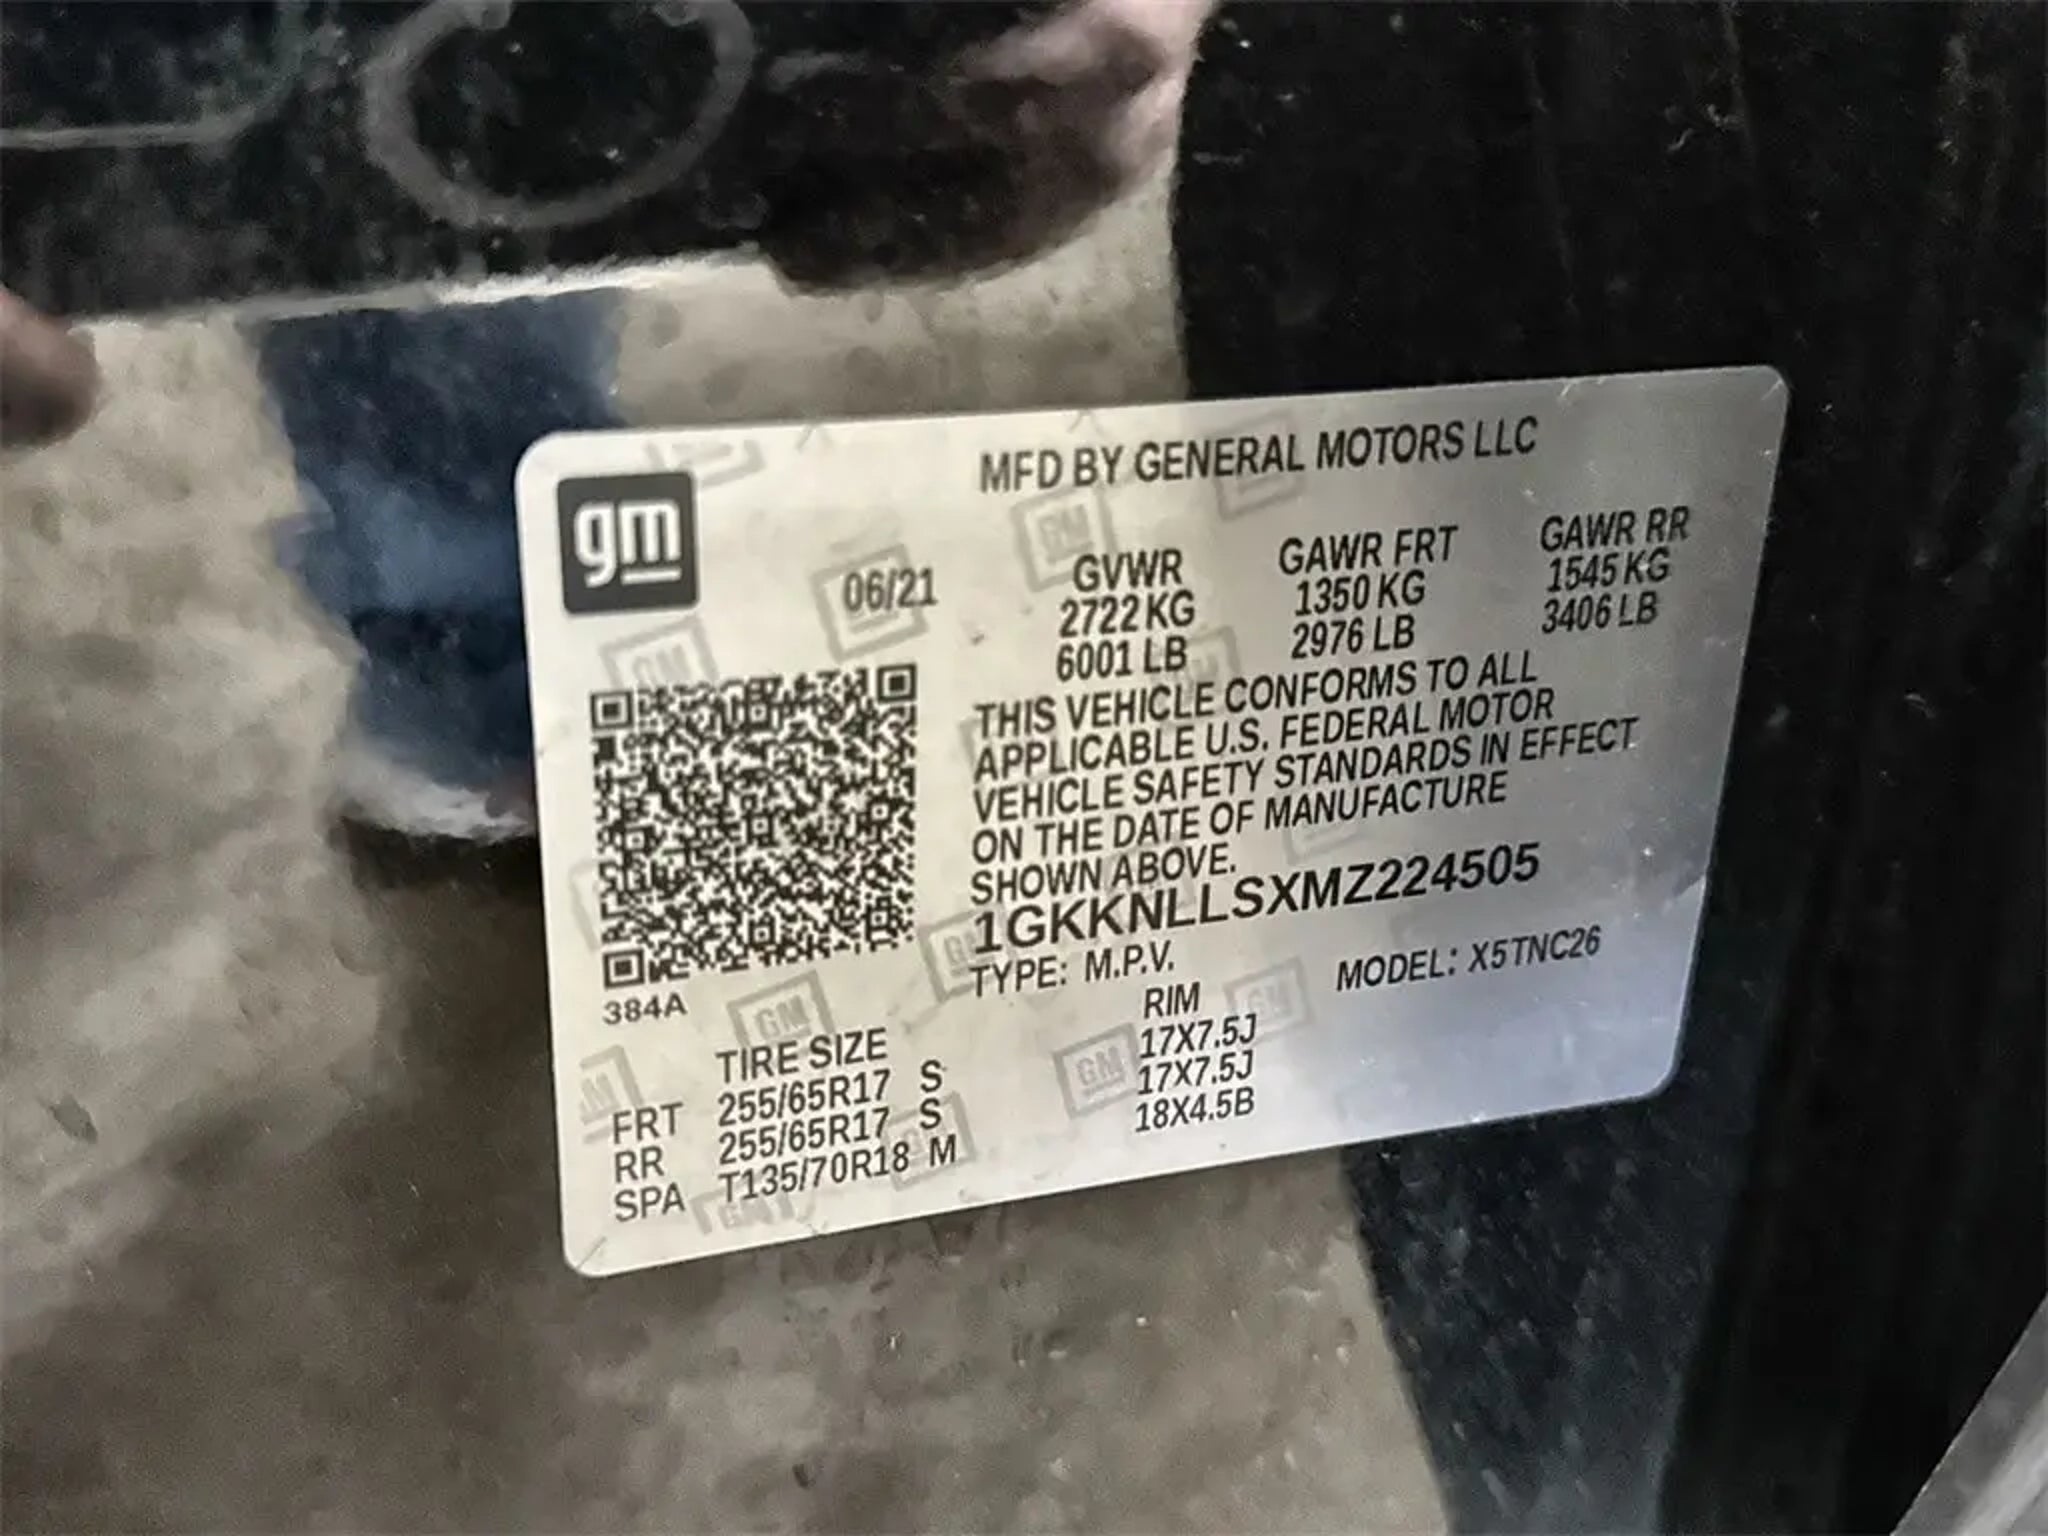 gm
MFD BY GENERAL MOTORS LLC
06/21
GVWR GAWR FRT GAWR RR
2722 KG 1350 KG 1545 KG
6001 LB 2976 LB 3406 LB
THIS VEHICLE CONFORMS TO ALL
APPLICABLE U.S. FEDERAL MOTOR
VEHICLE SAFETY STANDARDS IN EFFECT
ON THE DATE OF MANUFACTURE
SHOWN ABOVE.
1GKKNLLSXMZ224505
TYPE: M.P.V. MODEL: X5TNC26
384A
TIRE SIZE RIM
FRT 255/65R17 S 17X7.5J
RR 255/65R17 S 17X7.5J
SPA T135/70R18 M 18X4.5B